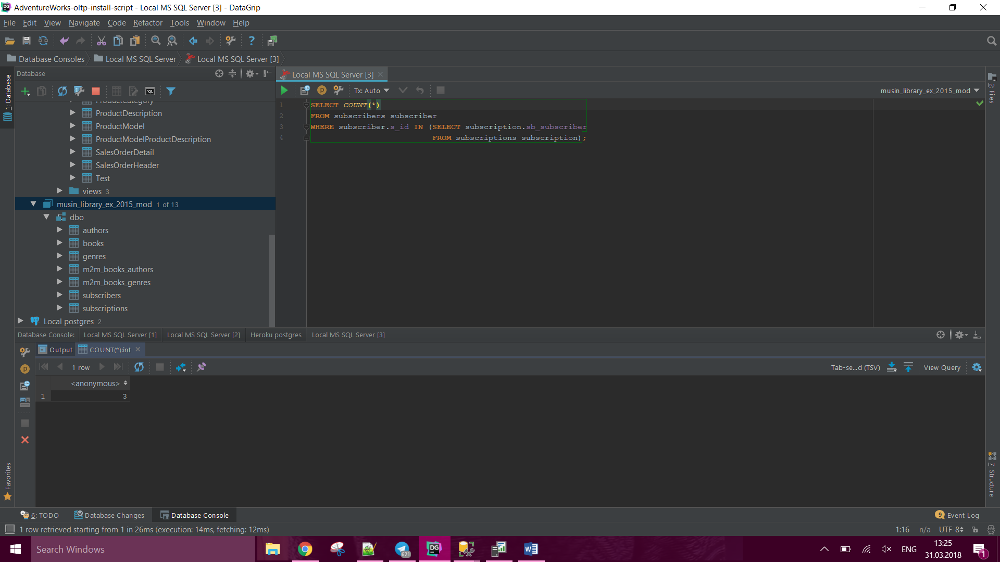 AdventureWorks-oltp-install-script - Local MS SQL Server [3] - DataGrip
File Edit View Navigate Code Refactor Tools Window Help
Database Consoles Local MS SQL Server Local MS SQL Server [3]
1: Database
Database
ProductCategory
ProductDescription
ProductModel
ProductModelProductDescription
SalesOrderDetail
SalesOrderHeader
Test
views 3
musin_library_ex_2015_mod 1 of 13
dbo
authors
books
genres
m2m_books_authors
m2m_books_genres
subscribers
subscriptions
Local postgres 2
Local MS SQL Server [3]
Tx: Auto
musin_library_ex_2015_mod
1 SELECT COUNT(*)
2 FROM subscribers subscriber
3 WHERE subscriber.s_id IN (SELECT subscription.sb_subscriber
4 FROM subscriptions subscription);
2: Files
Database Console: Local MS SQL Server [1] Local MS SQL Server [2] Heroku postgres Local MS SQL Server [3]
Output COUNT(*):int
1 row
Tab-se...d (TSV) View Query
<anonymous>
1 3
Favorites
7: Structure
6: TODO Database Changes Database Console
9 Event Log
1 row retrieved starting from 1 in 26ms (execution: 14ms, fetching: 12ms)
1:16 n/a UTF-8
Search Windows
621
DG
ENG
13:25
31.03.2018
1